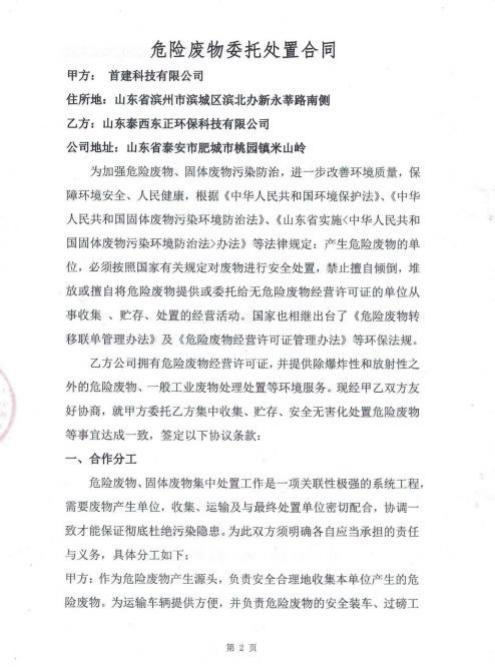 危险废物委托处置合同
甲方： 首建科技有限公司
住所地：山东省滨州市滨城区滨北办新永莘路南侧
乙方：山东泰西东正环保科技有限公司
公司地址：山东省泰安市肥城市桃园镇米山岭
为加强危险废物、固体废物污染防治，进一步改善环境质量，保
障环境安全、人民健康，根据《中华人民共和国环境保护法》、《中华
人民共和国固体废物污染环境防治法》、《山东省实施<中华人民共和
国固体废物污染环境防治法>办法》等法律规定：产生危险废物的单
位，必须按照国家有关规定对废物进行安全处置，禁止擅自倾倒，堆
放或擅自将危险废物提供或委托给无危险废物经营许可证的单位从
事收集 、贮存、处置的经营活动。国家也相继出台了《危险废物转
移联单管理办法》及《危险废物经营许可证管理办法》等环保法规。
乙方公司拥有危险废物经营许可证，并提供除爆炸性和放射性之
外的危险废物、一般工业废物处理处置等环境服务。现经甲乙双方友
好协商，就甲方委托乙方集中收集、贮存、安全无害化处置危险废物
等事宜达成一致，签定以下协议条款：
一、合作分工
危险废物、固体废物集中处置工作是一项关联性极强的系统工程，
需要废物产生单位，收集、运输及与最终处置单位密切配合，协调一
致才能保证彻底杜绝污染隐患。为此双方须明确各自应当承担的责任
与义务，具体分工如下：
甲方：作为危险废物产生源头，负责安全合理地收集本单位产生的危
险废物。为运输车辆提供方便，并负责危险废物的安全装车、过磅工
第 2 页